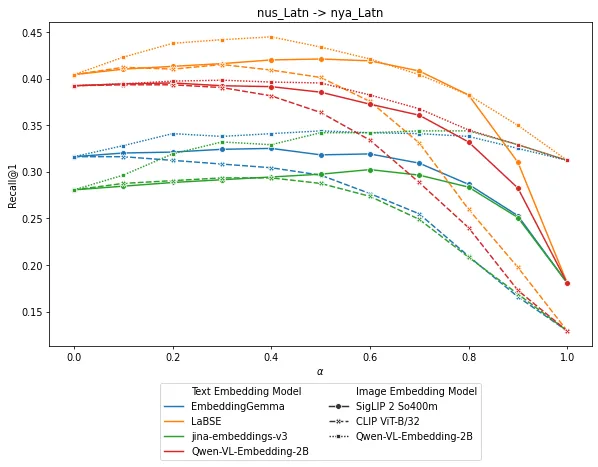 nus_Latn -> nya_Latn
Recall@1
0.45
0.40
0.35
0.30
0.25
0.20
0.15
0.0
0.2
0.4
0.6
0.8
1.0
α
Text Embedding Model
EmbeddingGemma
LaBSE
jina-embeddings-v3
Qwen-VL-Embedding-2B
Image Embedding Model
SigLIP 2 So400m
CLIP ViT-B/32
Qwen-VL-Embedding-2B